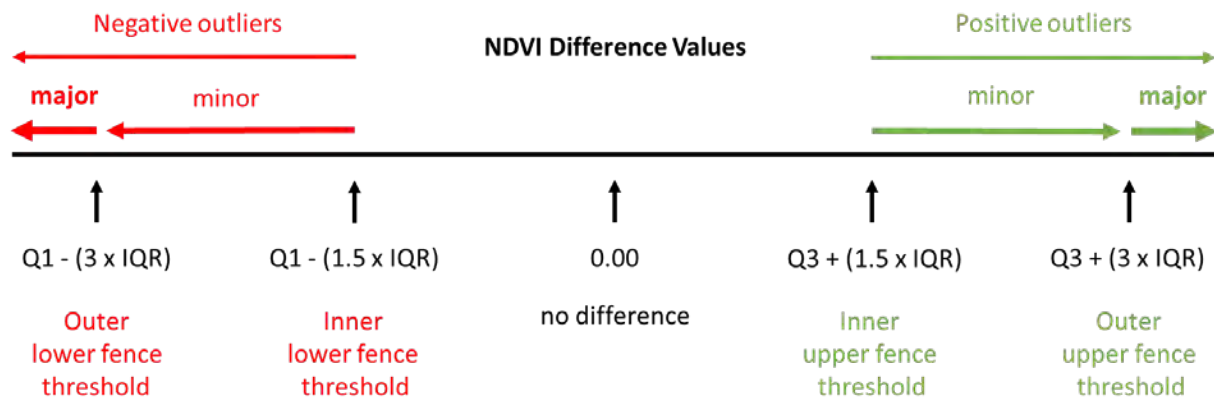 Negative outliers
NDVI Difference Values
Positive outliers
major
minor
minor
major
Q1 - (3 x IQR)
Q1 - (1.5 x IQR)
0.00
Q3 + (1.5 x IQR)
Q3 + (3 x IQR)
Outer
lower fence
threshold
Inner
lower fence
threshold
no difference
Inner
upper fence
threshold
Outer
upper fence
threshold